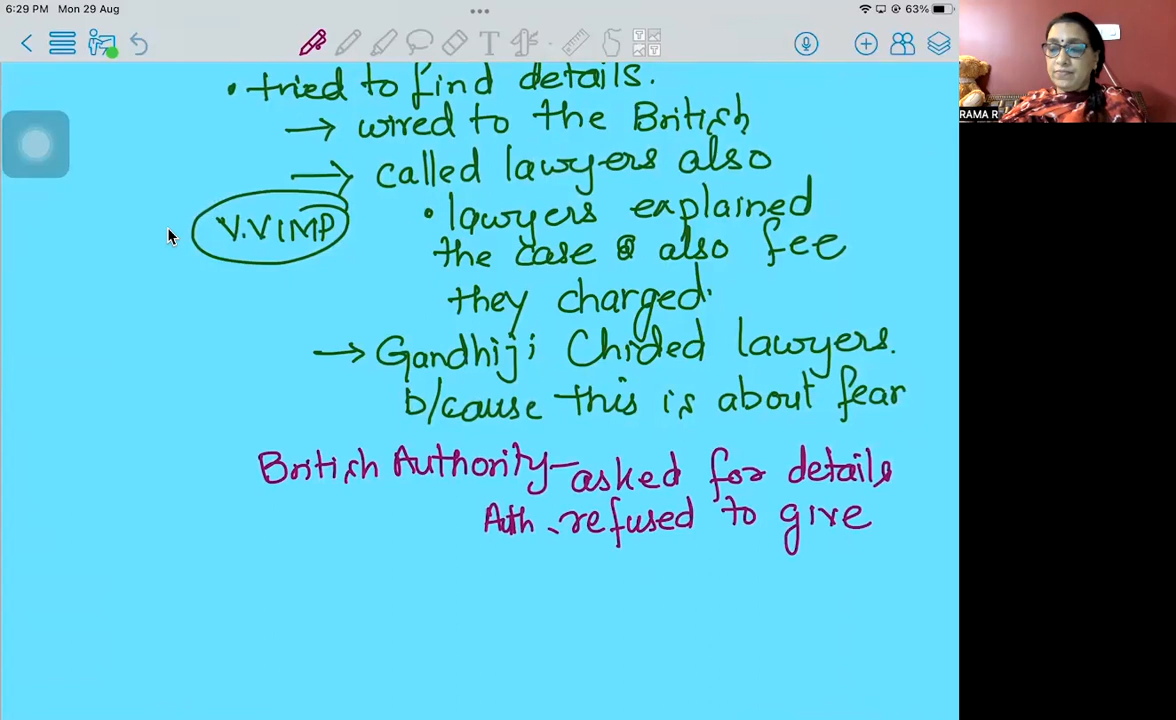 6:29 PM Mon 29 Aug
63%
• tried to find details.
→ wired to the British
→ called lawyers also
V.VIMP
• lawyers explained
the case & also fee
they charged.
→ Gandhiji Chided lawyers.
b/cause this is about fear
British Authority - asked for details
Auth. refused to give
RAMA R